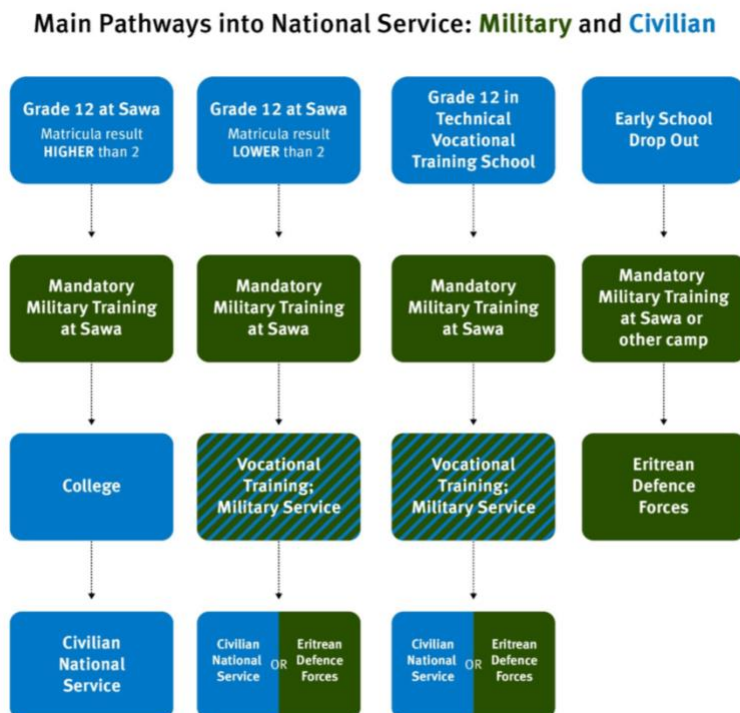 Main Pathways into National Service: Military and Civilian
Grade 12 at Sawa
Matricula result
HIGHER than 2
Grade 12 at Sawa
Matricula result
LOWER than 2
Grade 12 in
Technical
Vocational
Training School
Early School
Drop Out
Mandatory
Military Training
at Sawa
Mandatory
Military Training
at Sawa
Mandatory
Military Training
at Sawa
Mandatory
Military Training
at Sawa or
other camp
College
Vocational
Training;
Military Service
Vocational
Training;
Military Service
Eritrean
Defence
Forces
Civilian
National
Service
Civilian
National
Service
OR
Eritrean
Defence
Forces
Civilian
National
Service
OR
Eritrean
Defence
Forces